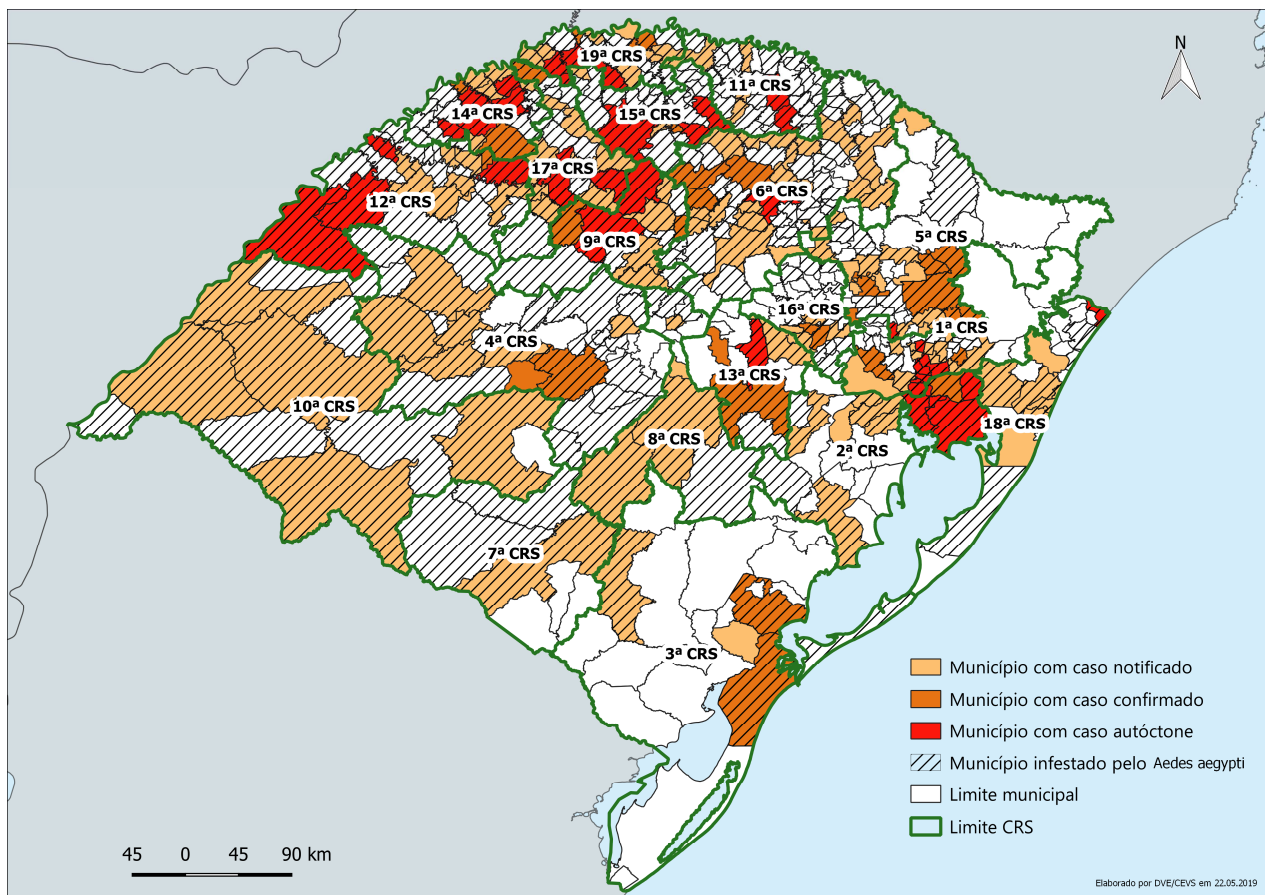 N
19ª CRS
11ª CRS
14ª CRS
15ª CRS
17ª CRS
6ª CRS
12ª CRS
5ª CRS
9ª CRS
16ª CRS
1ª CRS
4ª CRS
13ª CRS
10ª CRS
18ª CRS
8ª CRS
2ª CRS
7ª CRS
3ª CRS
Município com caso notificado
Município com caso confirmado
Município com caso autóctone
Município infestado pelo Aedes aegypti
Limite municipal
Limite CRS
45 0 45 90 km
Elaborado por DVE/CEVS em 22.05.2019